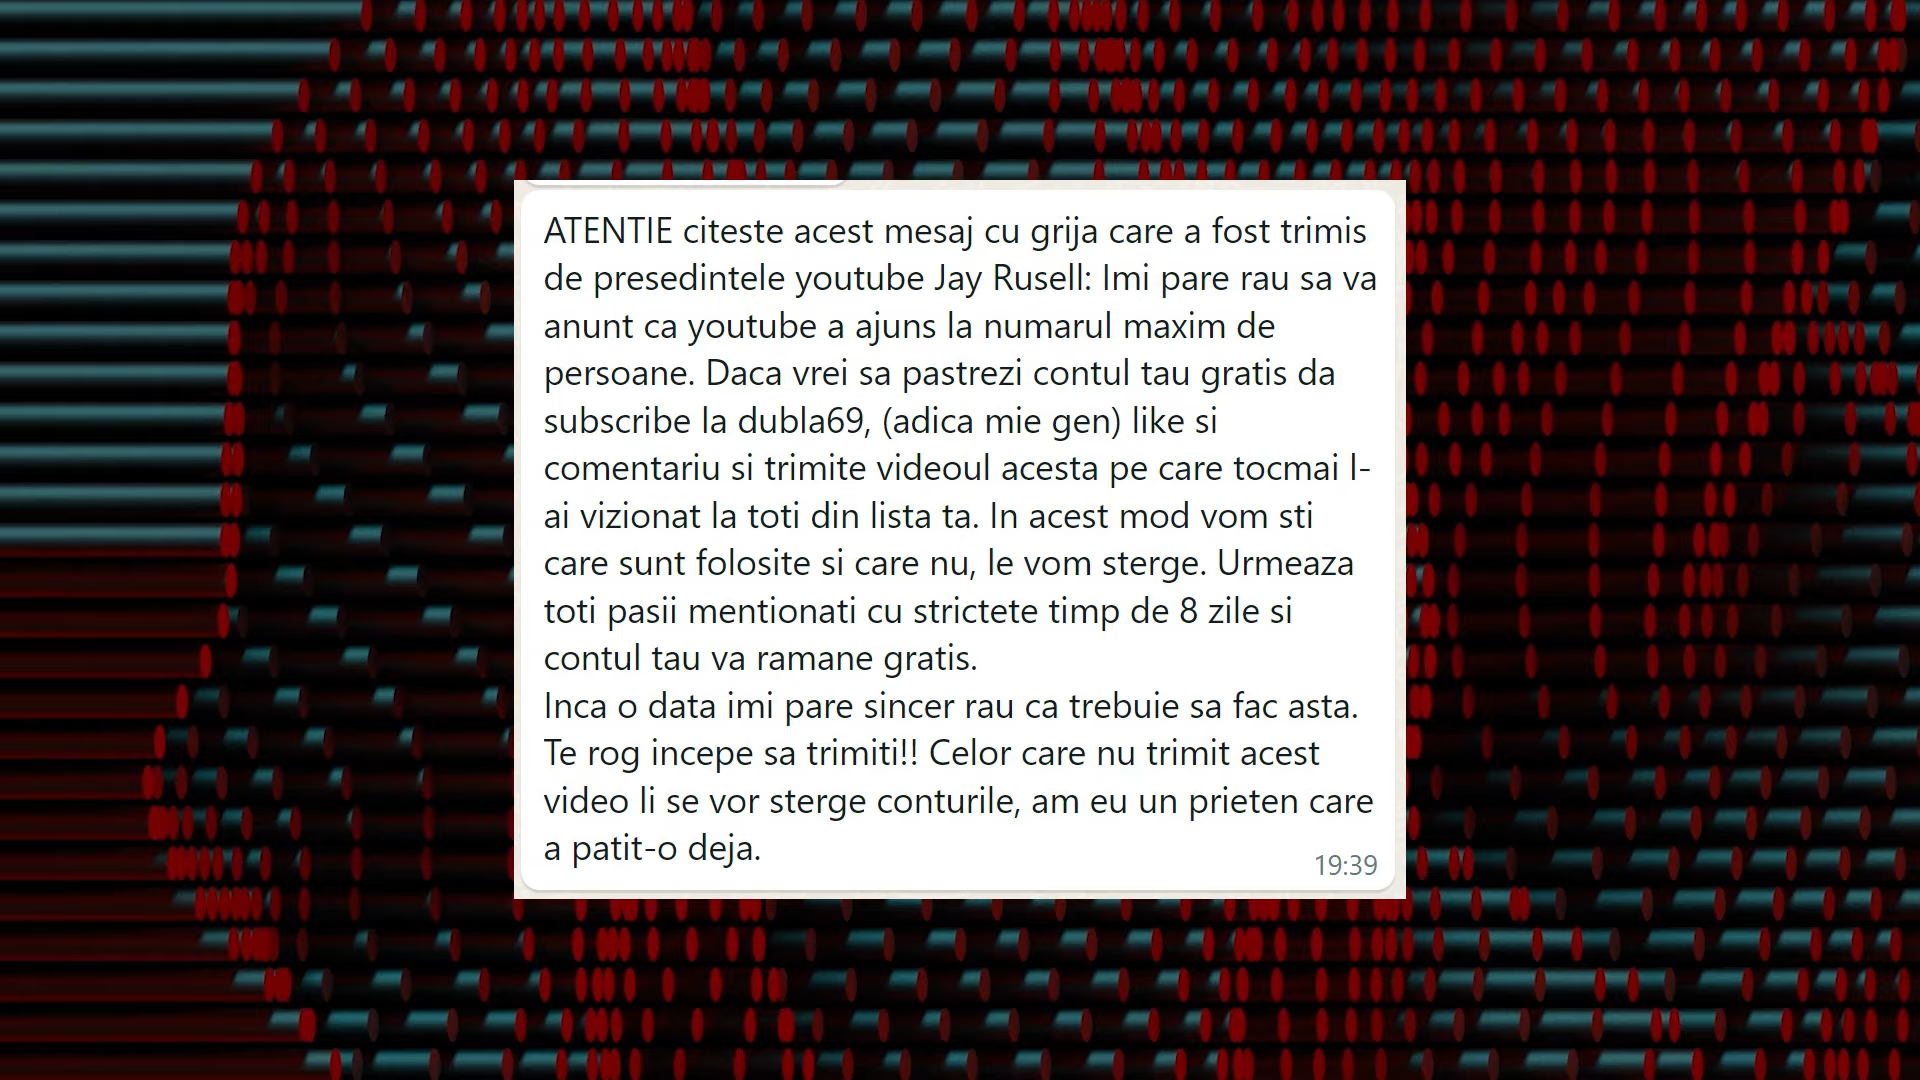 ATENTIE citeste acest mesaj cu grija care a fost trimis
de presedintele youtube Jay Rusell: Imi pare rau sa va
anunt ca youtube a ajuns la numarul maxim de
persoane. Daca vrei sa pastrezi contul tau gratis da
subscribe la dubla69, (adica mie gen) like si
comentariu si trimite videoul acesta pe care tocmai l-
ai vizionat la toti din lista ta. In acest mod vom sti
care sunt folosite si care nu, le vom sterge. Urmeaza
toti pasii mentionati cu strictete timp de 8 zile si
contul tau va ramane gratis.
Inca o data imi pare sincer rau ca trebuie sa fac asta.
Te rog incepe sa trimiti!! Celor care nu trimit acest
video li se vor sterge conturile, am eu un prieten care
a patit-o deja.
19:39